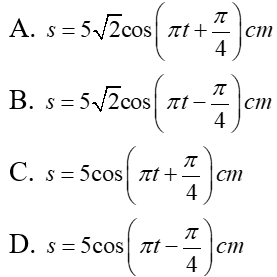 A. s = 5√2cos(πt + π/4) cm
B. s = 5√2cos(πt − π/4) cm
C. s = 5cos(πt + π/4) cm
D. s = 5cos(πt − π/4) cm